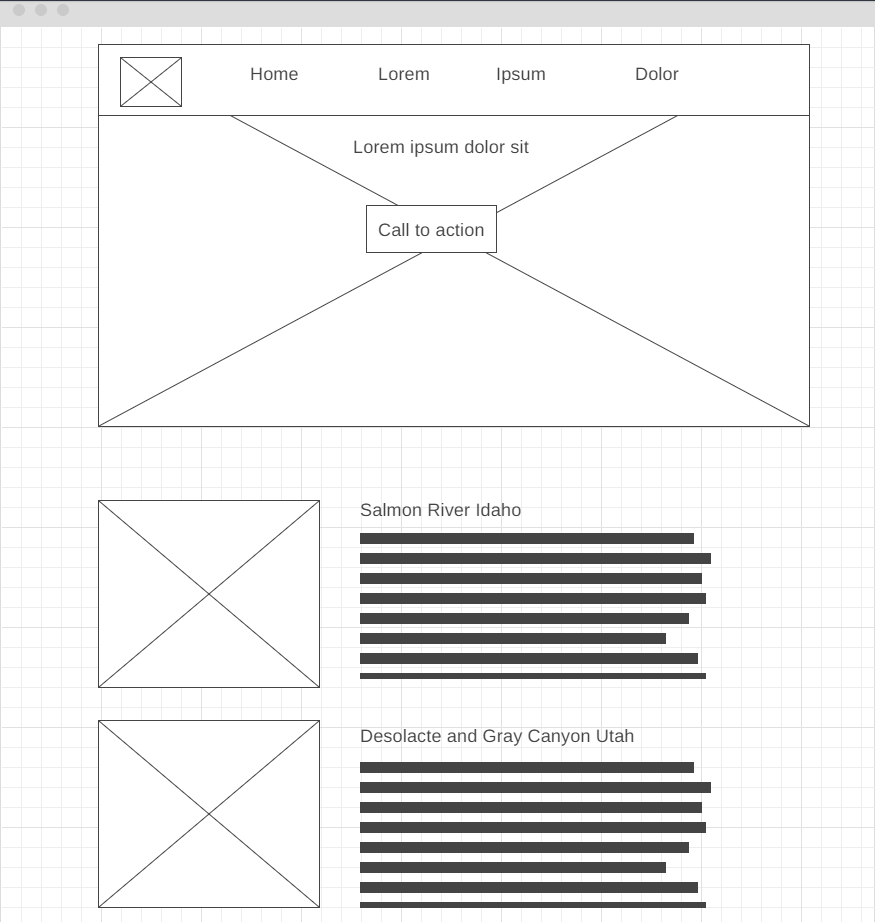 Home Lorem Ipsum Dolor
Lorem ipsum dolor sit
Call to action
Salmon River Idaho
Desolacte and Gray Canyon Utah